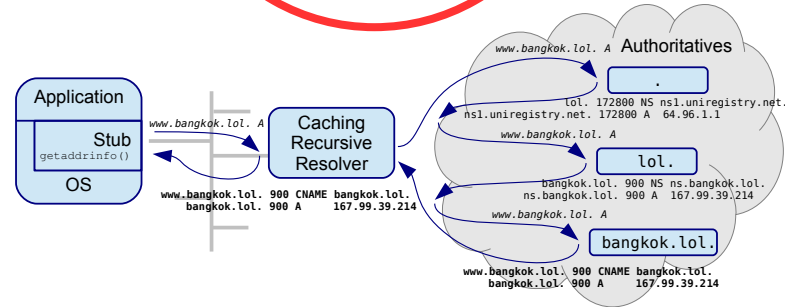 Application
Stub
getaddrinfo()
OS
www.bangkok.lol. A
Caching
Recursive
Resolver
www.bangkok.lol. 900 CNAME bangkok.lol.
bangkok.lol. 900 A 167.99.39.214
Authoritatives
www.bangkok.lol. A
.
lol. 172800 NS ns1.uniregistry.net.
ns1.uniregistry.net. 172800 A 64.96.1.1
www.bangkok.lol. A
lol.
bangkok.lol. 900 NS ns.bangkok.lol.
ns.bangkok.lol. 900 A 167.99.39.214
www.bangkok.lol. A
bangkok.lol.
www.bangkok.lol. 900 CNAME bangkok.lol.
bangkok.lol. 900 A 167.99.39.214